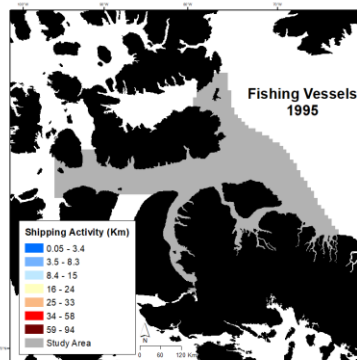 Fishing Vessels
1995
Shipping Activity (Km)
0.05 - 3.4
3.5 - 8.3
8.4 - 15
16 - 24
25 - 33
34 - 58
59 - 94
Study Area
N
0 60 120 Km